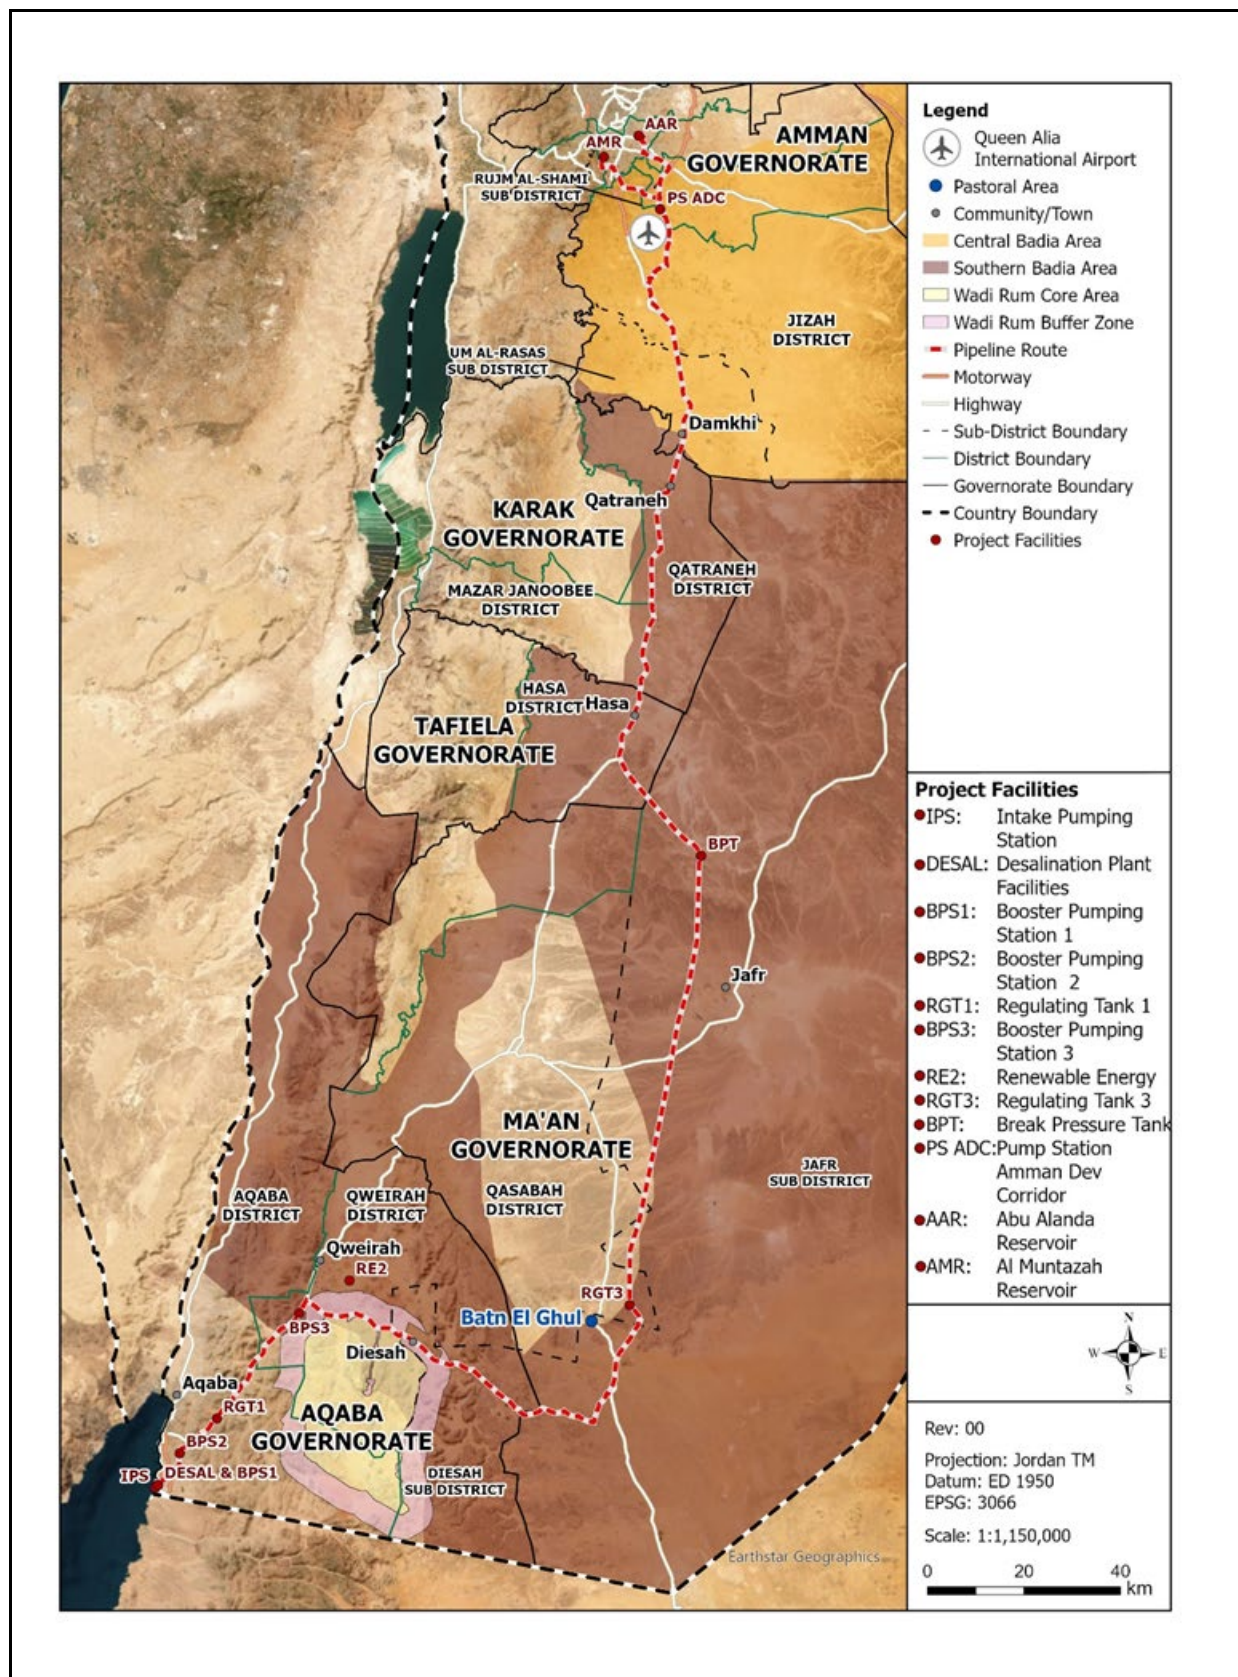 AAR
AMR
AMMAN
GOVERNORATE
RUJM AL-SHAMI
SUB DISTRICT
PS ADC
JIZAH
DISTRICT
UM AL-RASAS
SUB DISTRICT
Damkhi
Qatraneh
KARAK
GOVERNORATE
QATRANEH
DISTRICT
MAZAR JANOOBEE
DISTRICT
HASA
DISTRICT
Hasa
TAFIELA
GOVERNORATE
BPT
Jafr
MA'AN
GOVERNORATE
JAFR
SUB DISTRICT
AQABA
DISTRICT
QWEIRAH
DISTRICT
QASABAH
DISTRICT
Qweirah
RE2
RGT3
Batn El Ghul
BPS3
Diesah
Aqaba
RGT1
AQABA
GOVERNORATE
BPS2
IPS
DESAL & BPS1
DIESAH
SUB DISTRICT
Earthstar Geographics
Legend
Queen Alia
International Airport
Pastoral Area
Community/Town
Central Badia Area
Southern Badia Area
Wadi Rum Core Area
Wadi Rum Buffer Zone
Pipeline Route
Motorway
Highway
Sub-District Boundary
District Boundary
Governorate Boundary
Country Boundary
Project Facilities
Project Facilities
IPS: Intake Pumping
Station
DESAL: Desalination Plant
Facilities
BPS1: Booster Pumping
Station 1
BPS2: Booster Pumping
Station 2
RGT1: Regulating Tank 1
BPS3: Booster Pumping
Station 3
RE2: Renewable Energy
RGT3: Regulating Tank 3
BPT: Break Pressure Tank
PS ADC: Pump Station
Amman Dev
Corridor
AAR: Abu Alanda
Reservoir
AMR: Al Muntazah
Reservoir
N
W E
S
Rev: 00
Projection: Jordan TM
Datum: ED 1950
EPSG: 3066
Scale: 1:1,150,000
0 20 40
km